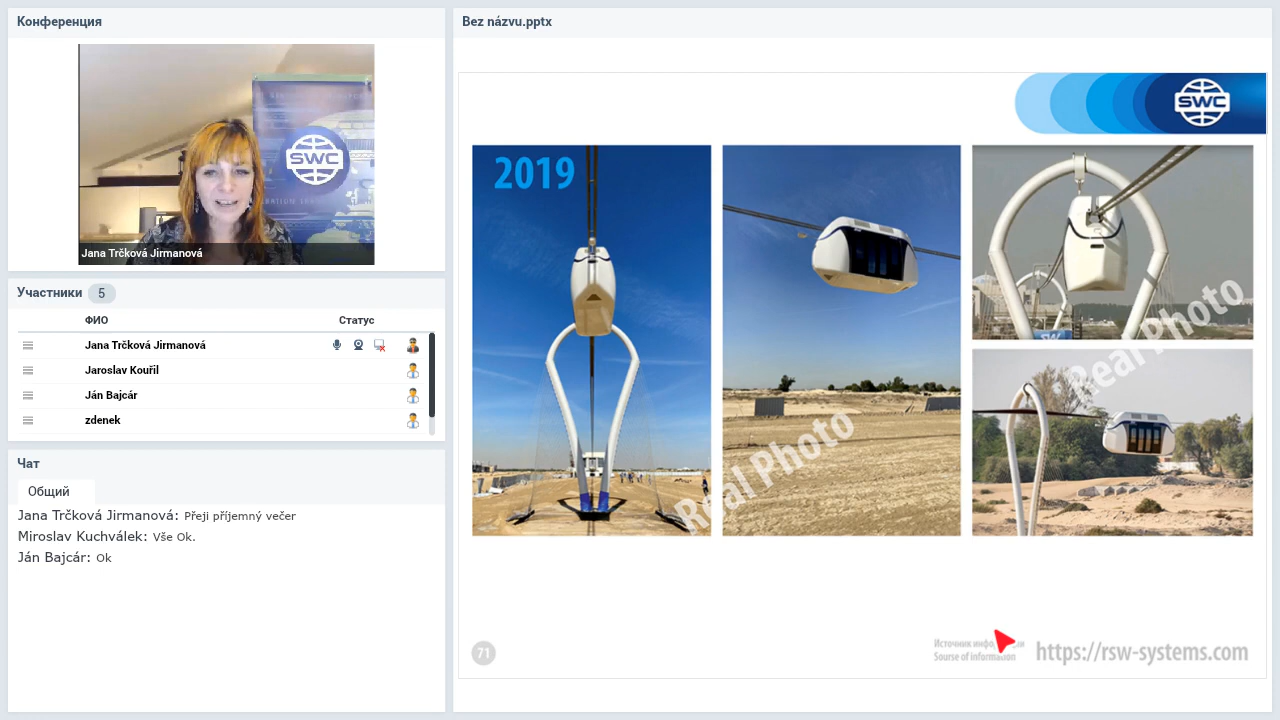 Конференция
SWC
Jana Trčková Jirmanová
Участники 5
ФИО Статус
Jana Trčková Jirmanová
Jaroslav Kouřil
Ján Bajcár
zdenek
Чат
Общий
Jana Trčková Jirmanová: Přeji příjemný večer
Miroslav Kuchválek: Vše Ok.
Ján Bajcár: Ok
Bez názvu.pptx
SWC
2019
Real Photo
Real Photo
71
Источник
Sourse of information
https://rsw-systems.com